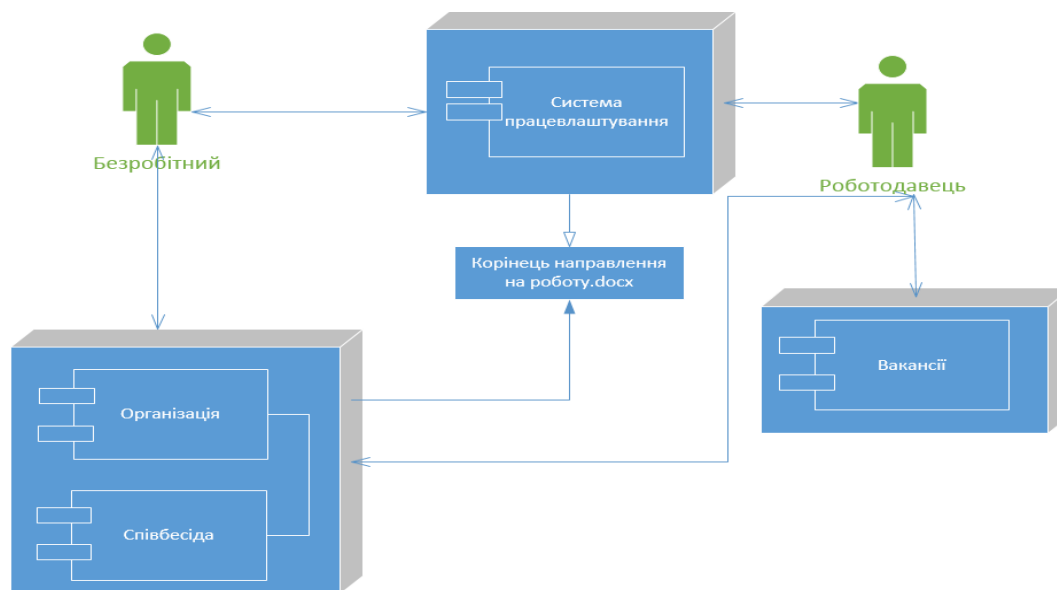 Система
працевлаштування
Безробітний
Роботодавець
Корінець направлення
на роботу.docx
Вакансії
Організація
Співбесіда